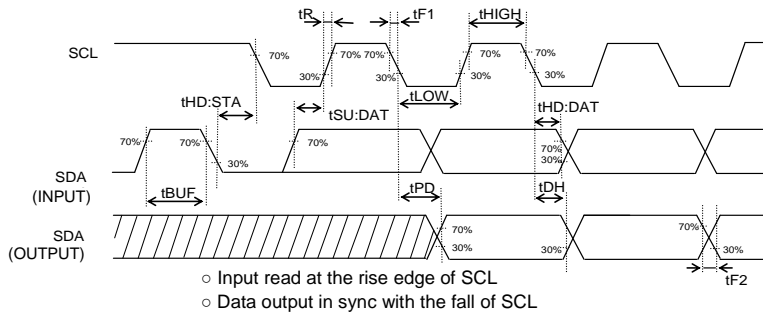 tR tF1 tHIGH
SCL 70% 70% 70% 70% 70%
30% 30% 30% 30%
tHD:STA tLOW
tSU:DAT tHD:DAT
70% 70% 70% 70%
30% 30%
SDA
(INPUT)
tBUF tPD tDH
SDA
(OUTPUT)
70% 70%
30% 30% 30%
tF2
○ Input read at the rise edge of SCL
○ Data output in sync with the fall of SCL